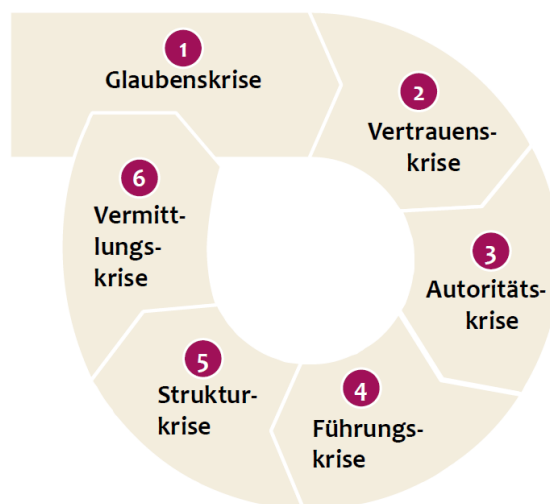 1
Glaubenskrise
2
Vertrauens-
krise
3
Autoritäts-
krise
4
Führungs-
krise
5
Struktur-
krise
6
Vermitt-
lungs-
krise